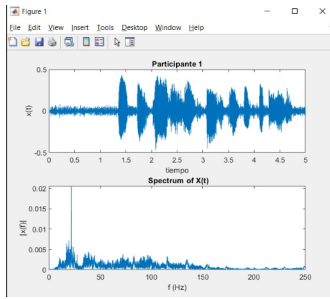 Figure 1
File Edit View Insert Tools Desktop Window Help
Participante 1
0.5
0
-0.5
x(t)
0 0.5 1 1.5 2 2.5 3 3.5 4 4.5 5
tiempo
Spectrum of X(t)
0.02
0.015
0.01
0.005
0
|x(f)|
0 50 100 150 200 250
f (Hz)